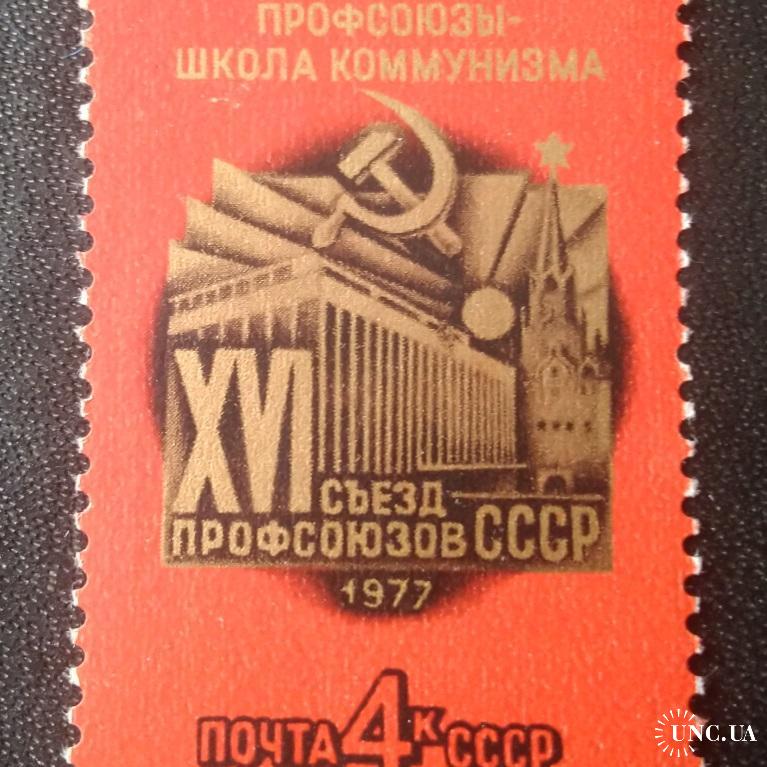 ПРОФСОЮЗЫ-
ШКОЛА КОММУНИЗМА
XVI СЪЕЗД
ПРОФСОЮЗОВ СССР
1977
ПОЧТА 4К СССР
UNC.UA